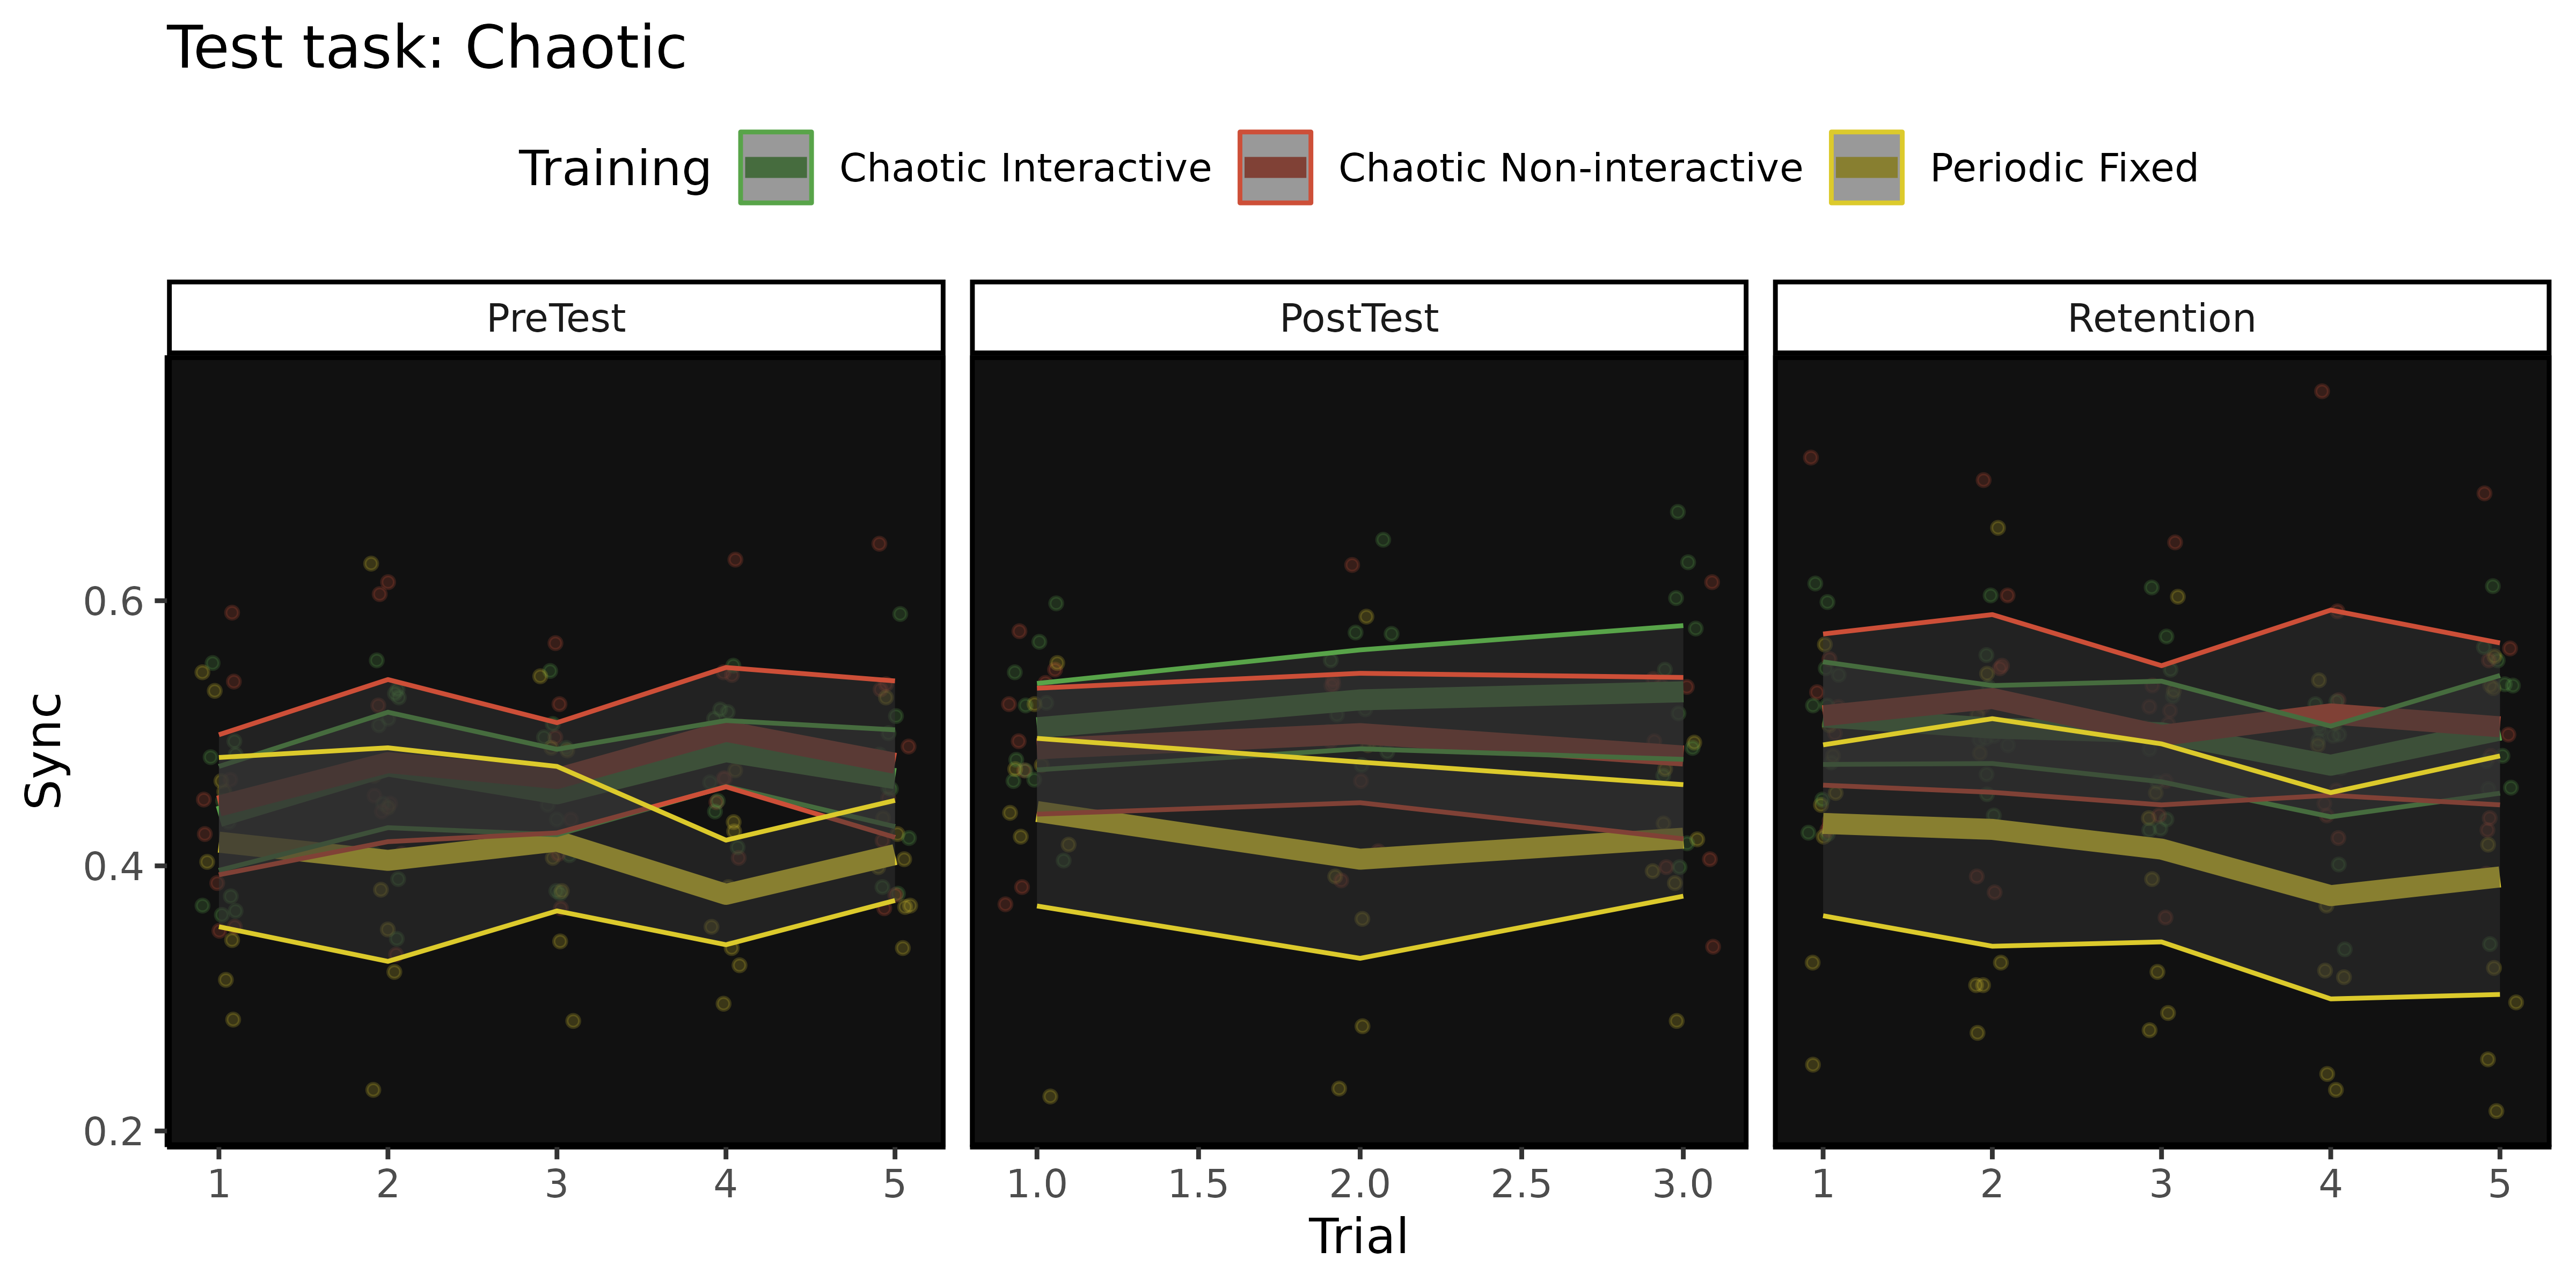 Test task: Chaotic
Training Chaotic Interactive Chaotic Non-interactive Periodic Fixed
PreTest PostTest Retention
Sync
0.6
0.4
0.2
1 2 3 4 5 1.0 1.5 2.0 2.5 3.0 1 2 3 4 5
Trial